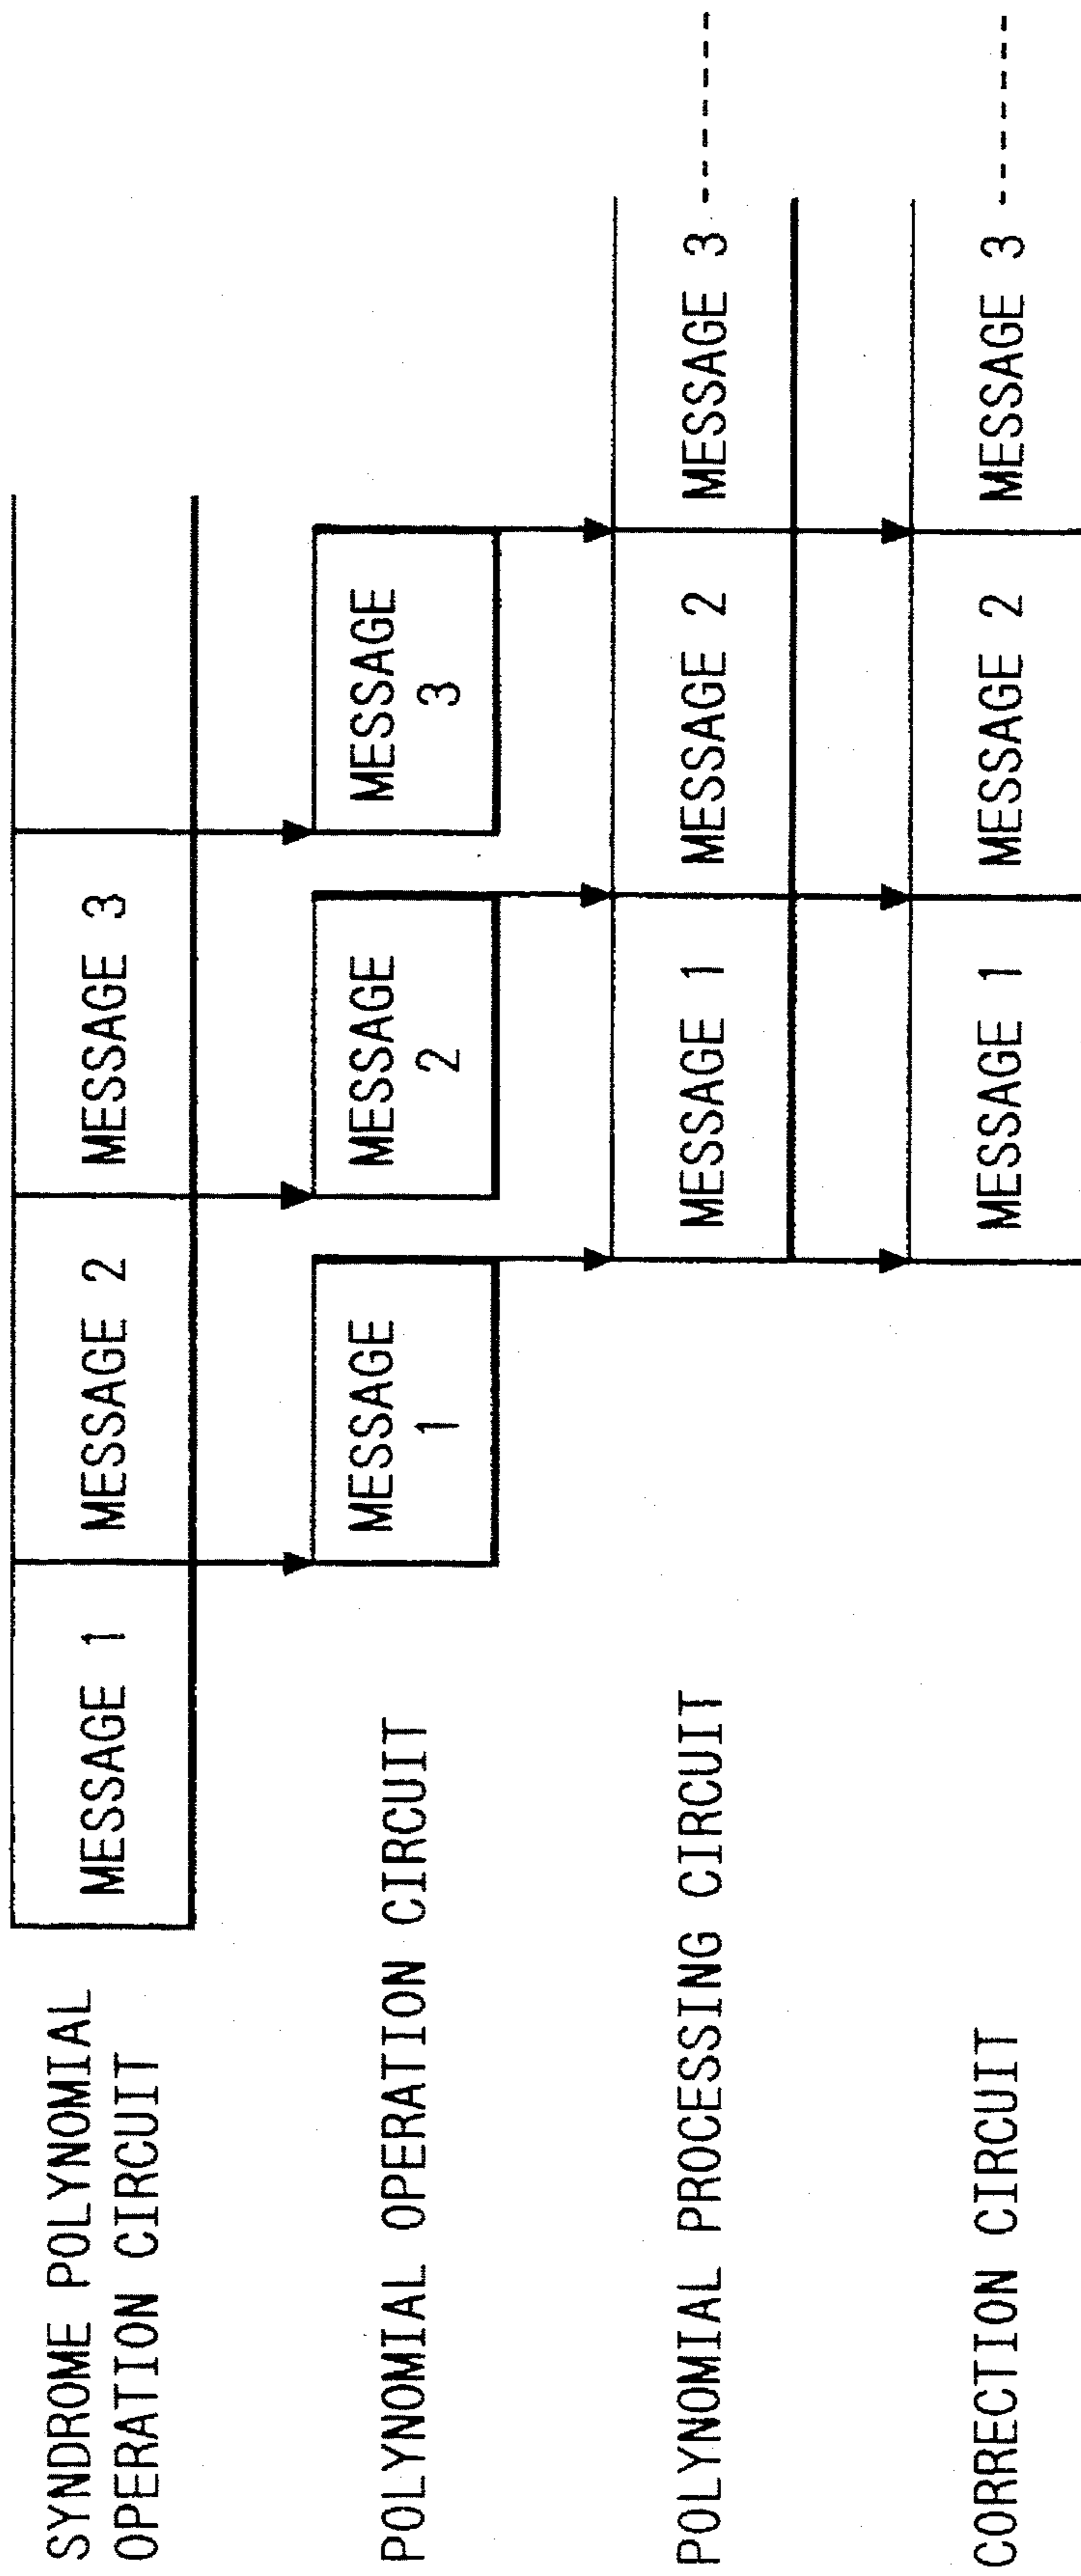 SYNDROME POLYNOMIAL
OPERATION CIRCUIT
MESSAGE 1
MESSAGE 2
MESSAGE 3
POLYNOMIAL OPERATION CIRCUIT
MESSAGE
1
MESSAGE
2
MESSAGE
3
POLYNOMIAL PROCESSING CIRCUIT
MESSAGE 1
MESSAGE 2
MESSAGE 3
CORRECTION CIRCUIT
MESSAGE 1
MESSAGE 2
MESSAGE 3